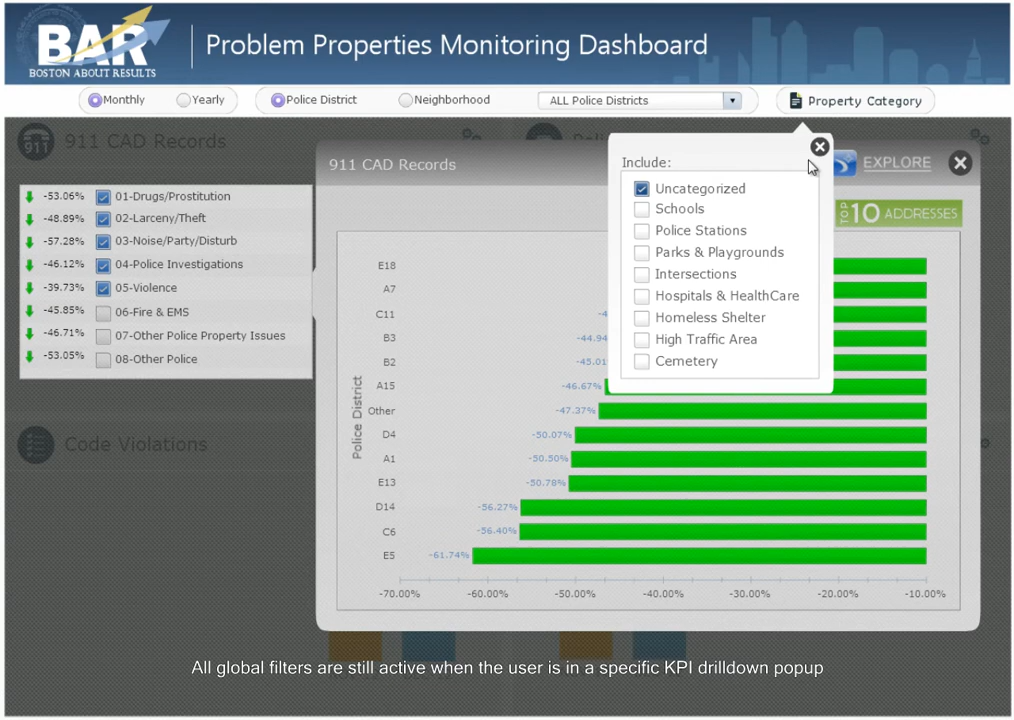 BAR
BOSTON ABOUT RESULTS
Problem Properties Monitoring Dashboard
Monthly
Yearly
Police District
Neighborhood
ALL Police Districts
Property Category
911
911 CAD Records
911 CAD Records
Include:
EXPLORE
TOP 10 ADDRESSES
-53.06% 01-Drugs/Prostitution
-48.89% 02-Larceny/Theft
-57.28% 03-Noise/Party/Disturb
-46.12% 04-Police Investigations
-39.73% 05-Violence
-45.85% 06-Fire & EMS
-46.71% 07-Other Police Property Issues
-53.05% 08-Other Police
Uncategorized
Schools
Police Stations
Parks & Playgrounds
Intersections
Hospitals & HealthCare
Homeless Shelter
High Traffic Area
Cemetery
Police District
E18
A7
C11
B3 -44.94
B2 -45.01
A15 -46.67%
Other -47.37%
D4 -50.07%
A1 -50.50%
E13 -50.78%
D14 -56.27%
C6 -56.40%
E5 -61.74%
-70.00% -60.00% -50.00% -40.00% -30.00% -20.00% -10.00%
Code Violations
All global filters are still active when the user is in a specific KPI drilldown popup